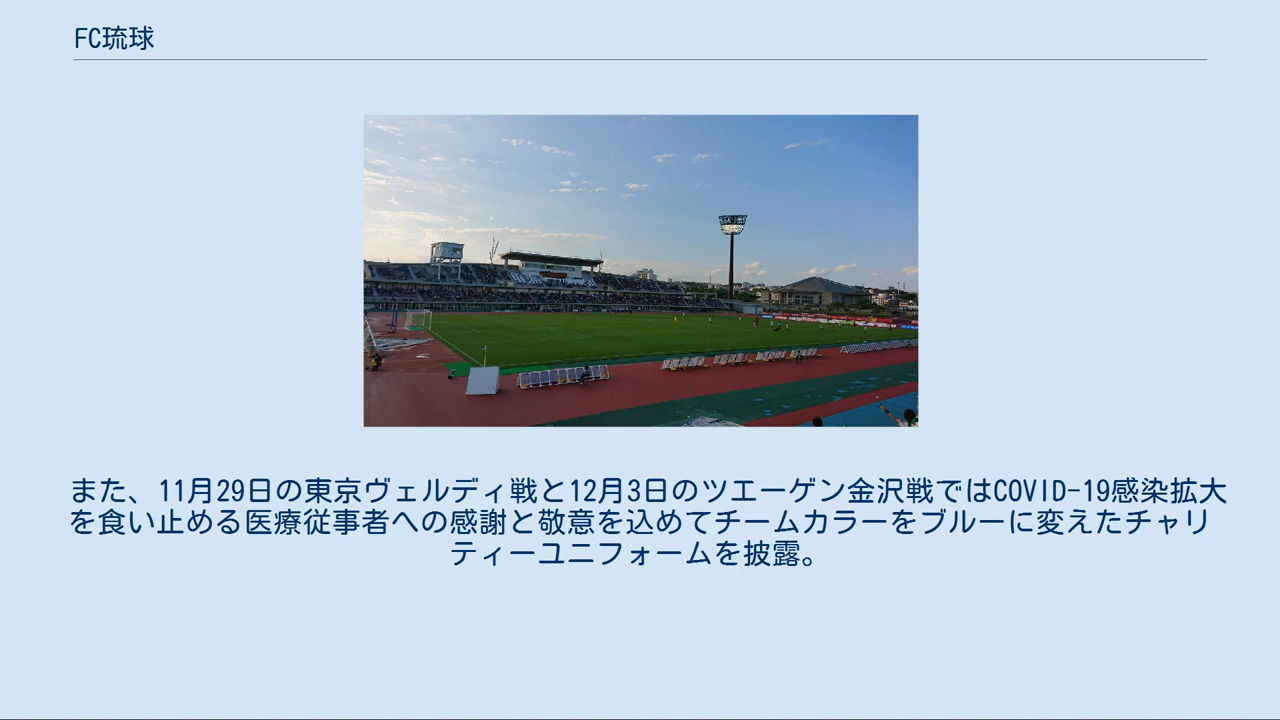 FC琉球
また、11月29日の東京ヴェルディ戦と12月3日のツエーゲン金沢戦ではCOVID-19感染拡大
を食い止める医療従事者への感謝と敬意を込めてチームカラーをブルーに変えたチャリ
ティーユニフォームを披露。